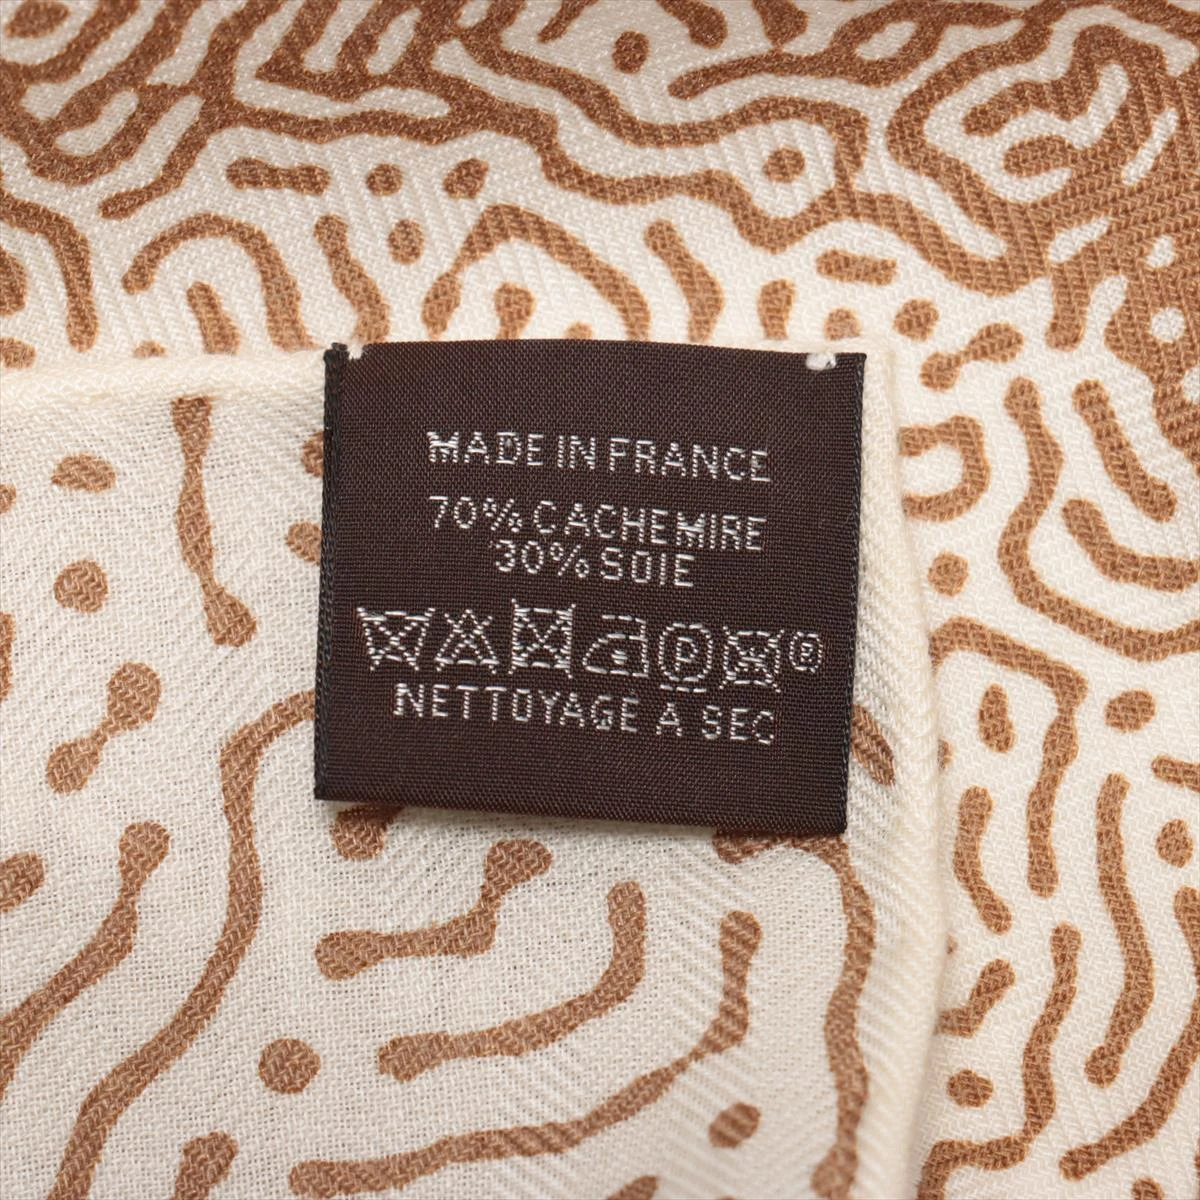 MADE IN FRANCE
70% CACHEMIRE
30% SOIE
P ®
NETTOYAGE A SEC